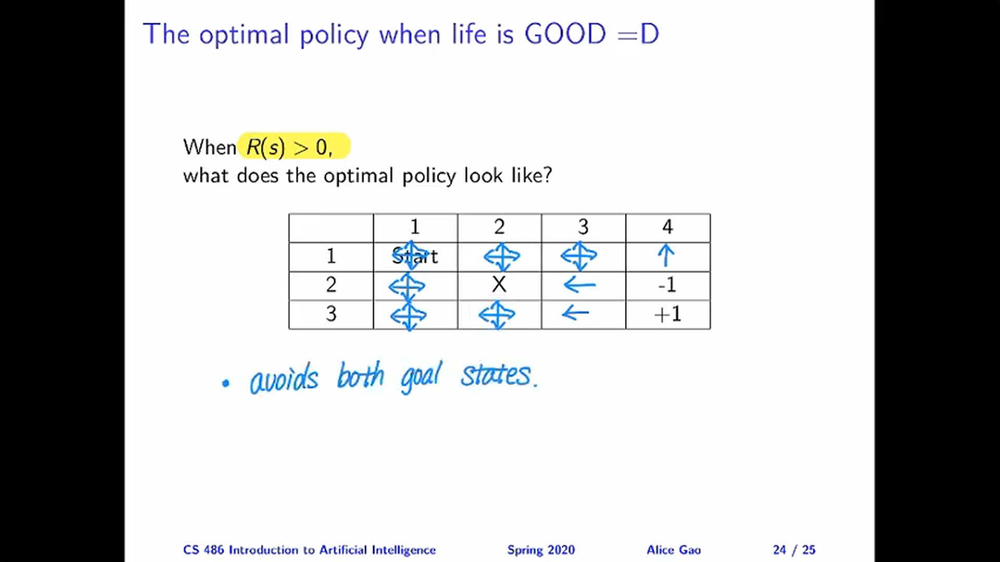 The optimal policy when life is GOOD =D
When R(s) > 0,
what does the optimal policy look like?
1 2 3 4
1 Start ↑
2 X ← -1
3 ← +1
• avoids both goal states.
CS 486 Introduction to Artificial Intelligence Spring 2020 Alice Gao 24 / 25